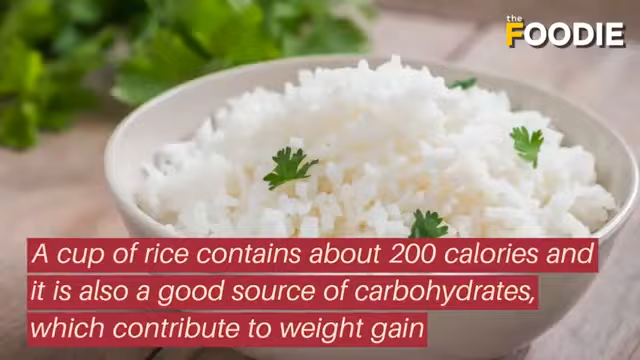 the
FOODIE
A cup of rice contains about 200 calories and
it is also a good source of carbohydrates,
which contribute to weight gain